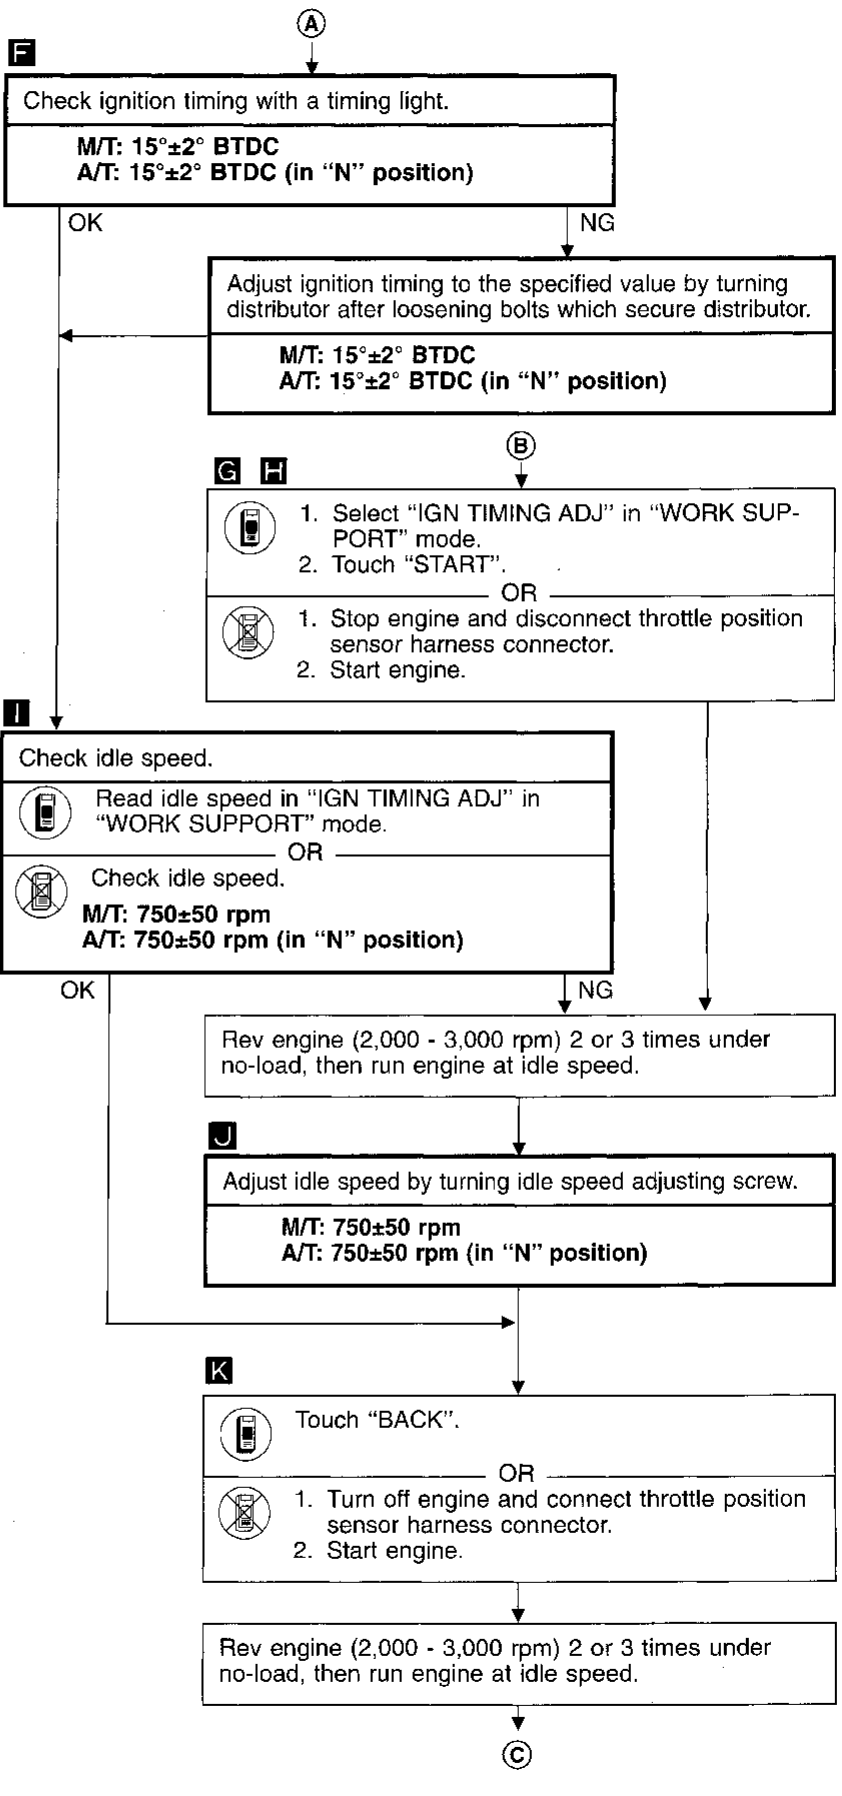 A
F
Check ignition timing with a timing light.
M/T: 15°±2° BTDC
A/T: 15°±2° BTDC (in “N” position)
OK
NG
Adjust ignition timing to the specified value by turning
distributor after loosening bolts which secure distributor.
M/T: 15°±2° BTDC
A/T: 15°±2° BTDC (in “N” position)
B
G H
1. Select “IGN TIMING ADJ” in “WORK SUP-
PORT” mode.
2. Touch “START”.
OR
1. Stop engine and disconnect throttle position
sensor harness connector.
2. Start engine.
I
Check idle speed.
Read idle speed in “IGN TIMING ADJ” in
“WORK SUPPORT” mode.
OR
Check idle speed.
M/T: 750±50 rpm
A/T: 750±50 rpm (in “N” position)
OK
NG
Rev engine (2,000 - 3,000 rpm) 2 or 3 times under
no-load, then run engine at idle speed.
J
Adjust idle speed by turning idle speed adjusting screw.
M/T: 750±50 rpm
A/T: 750±50 rpm (in “N” position)
K
Touch “BACK”.
OR
1. Turn off engine and connect throttle position
sensor harness connector.
2. Start engine.
Rev engine (2,000 - 3,000 rpm) 2 or 3 times under
no-load, then run engine at idle speed.
C